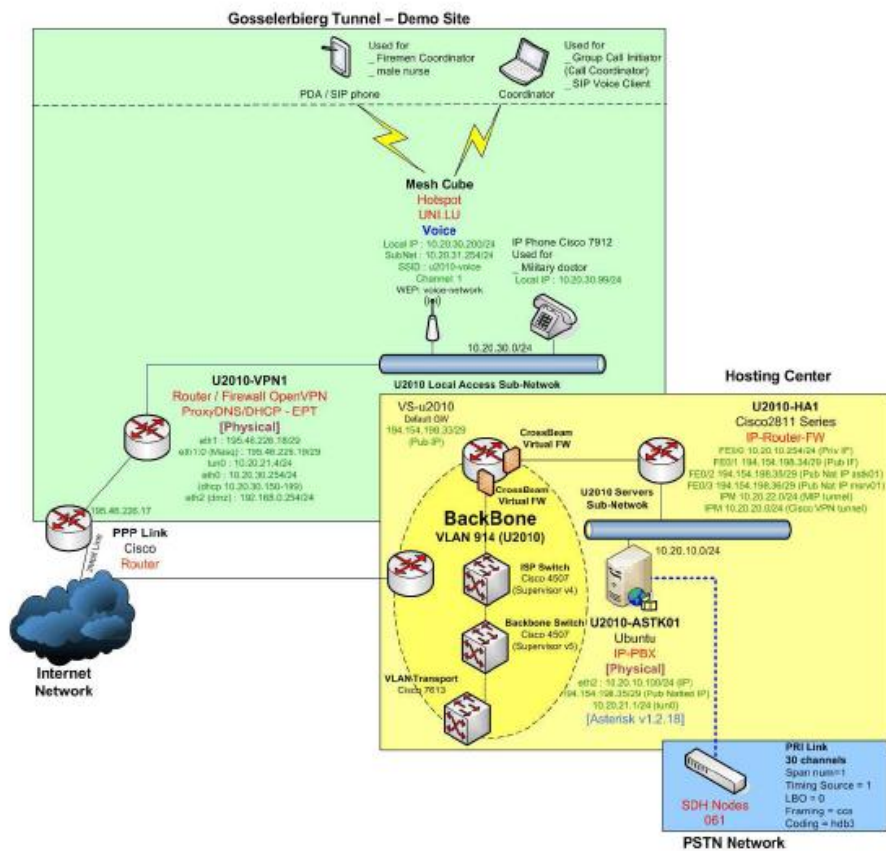 Gosselerbierg Tunnel – Demo Site
Used for
_ Firemen Coordinator
_ male nurse
PDA / SIP phone
Used for
_ Group Call Initiator
(Call Coordinator)
_ SIP Voice Client
Coordinator
Mesh Cube
Hotspot
UNI.LU
Voice
Local IP : 10.20.30.200/24
SubNet : 10.20.31.254/24
SSID : u2010-voice
Channel: 1
WEP: voice-network
IP Phone Cisco 7912
Used for
_ Military doctor
Local IP : 10.20.30.99/24
10.20.30.0/24
U2010 Local Access Sub-Netwok
U2010-VPN1
Router / Firewall OpenVPN
ProxyDNS/DHCP - EPT
[Physical]
eth1 : 195.46.226.18/29
eth1:0 (Masq) : 195.46.226.19/29
tun0 : 10.20.21.4/24
eth0 : 10.20.30.254/24
(dhcp 10.20.30.150-199)
eth2 (dmz) : 192.168.0.254/24
195.46.226.17
PPP Link
Cisco
Router
Line
Internet
Network
Hosting Center
VS-u2010
Default GW
194.154.198.33/29
(Pub IP)
CrossBeam
Virtual FW
CrossBeam
Virtual FW
U2010-HA1
Cisco2811 Series
IP-Router-FW
FE0/0 10.20.10.254/24 (Priv IP)
FE0/1 194.154.198.34/29 (Pub IP)
FE0/2 194.154.198.35/29 (Pub Nat IP astk01)
FE0/3 194.154.198.36/29 (Pub Nat IP msrv01)
IPM 10.20.22.0/24 (MIP tunnel)
IPM 10.20.20.0/24 (Cisco VPN tunnel)
U2010 Servers
Sub-Netwok
10.20.10.0/24
BackBone
VLAN 914 (U2010)
ISP Switch
Cisco 4507
(Supervisor v4)
Backbone Switch
Cisco 4507
(Supervisor v5)
VLAN Transport
Cisco 7613
U2010-ASTK01
Ubuntu
IP-PBX
[Physical]
eth2 : 10.20.10.100/24 (IP)
194.154.198.35/29 (Pub Natted IP)
10.20.21.1/24 (tun0)
[Asterisk v1.2.18]
SDH Nodes
061
PRI Link
30 channels
Span num=1
Timing Source = 1
LBO = 0
Framing = ccs
Coding = hdb3
PSTN Network